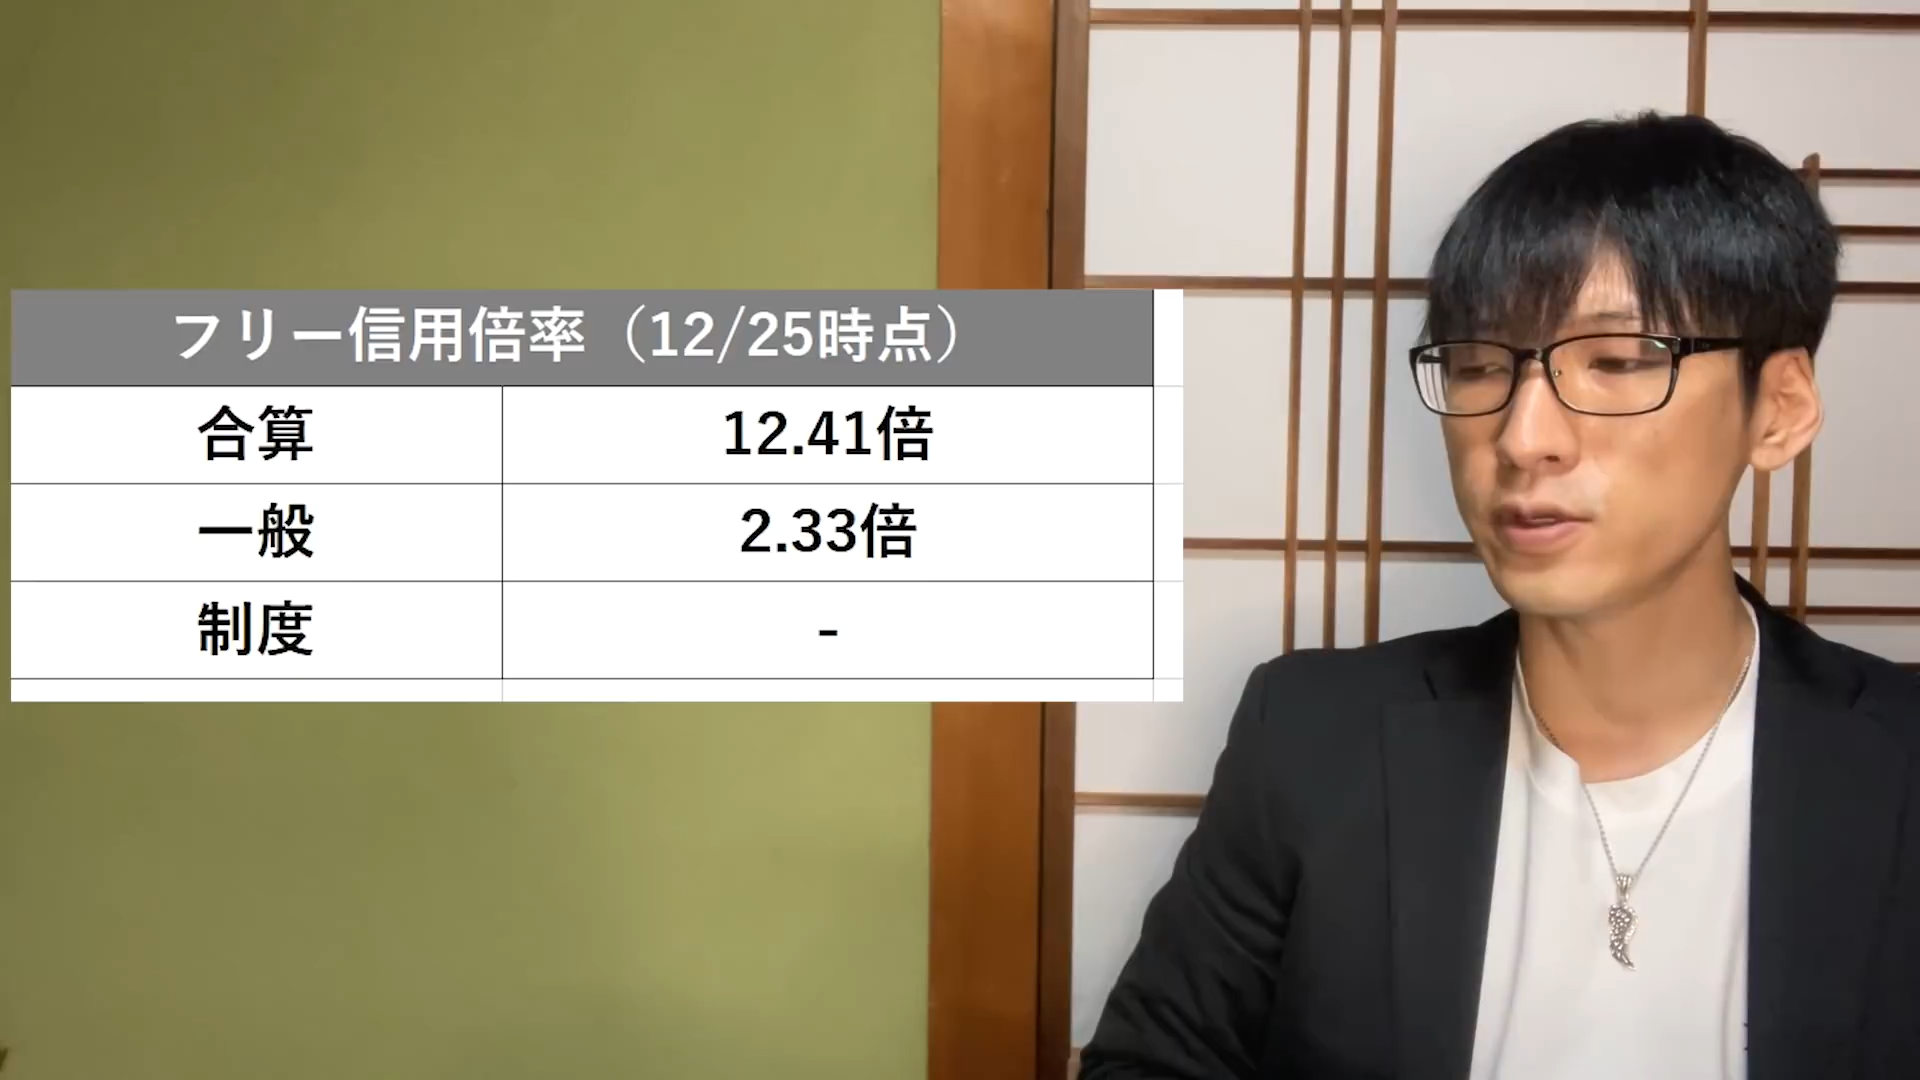 フリー信用倍率（12/25時点）
合算 12.41倍
一般 2.33倍
制度 -